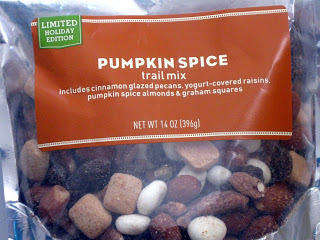 LIMITED
HOLIDAY
EDITION
PUMPKIN SPICE
trail mix
includes cinnamon glazed pecans, yogurt-covered raisins,
pumpkin spice almonds & graham squares
NET WT 14 OZ (396g)